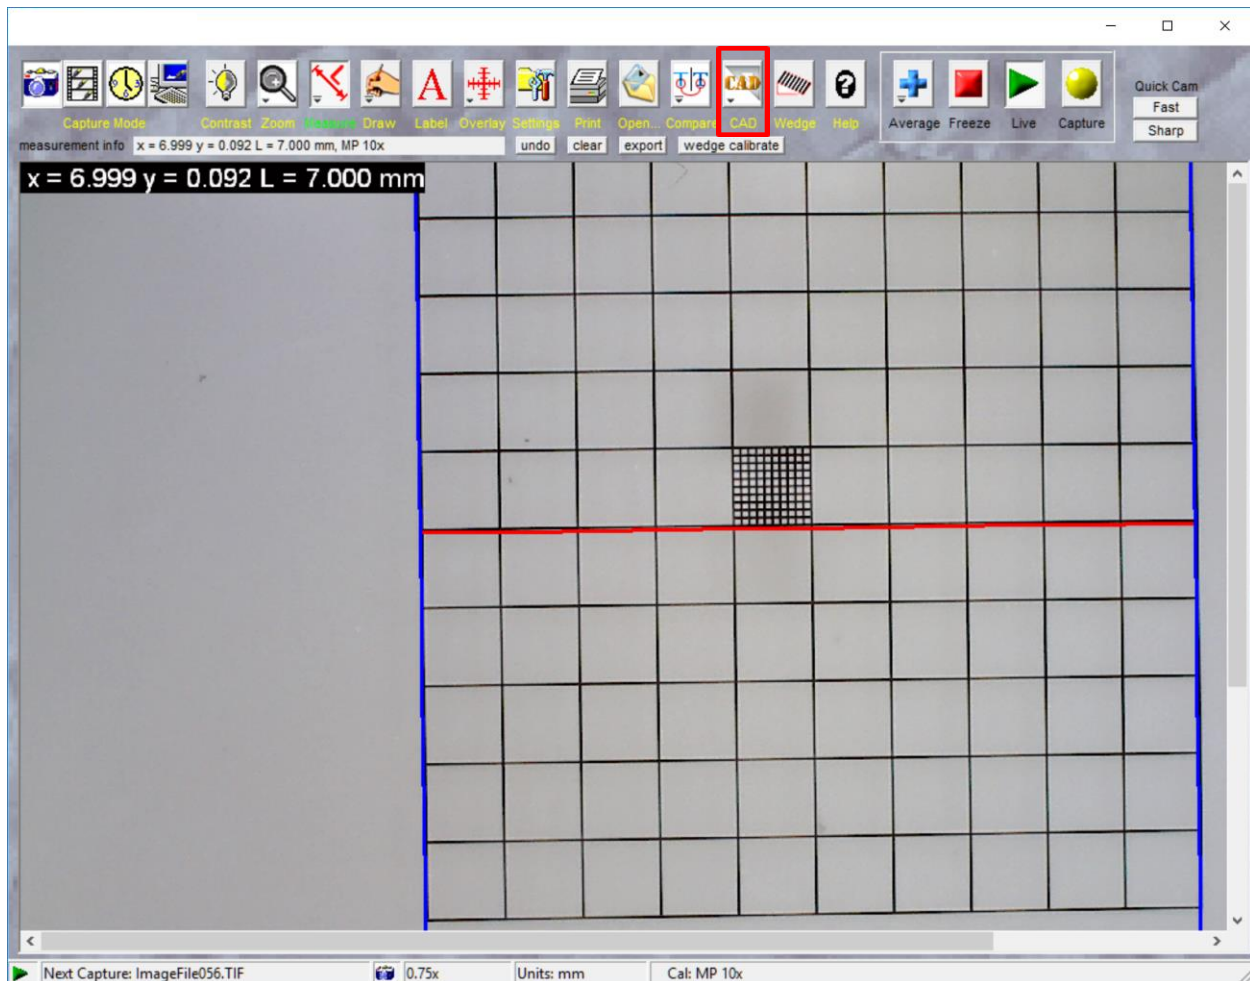 CAD
A
?
Capture Mode
Contrast Zoom Measure Draw Label Overlay Settings Print Open... Compare CAD Wedge Help
Average Freeze Live Capture
Quick Cam
Fast
Sharp
measurement info x = 6.999 y = 0.092 L = 7.000 mm, MP 10x undo clear export wedge calibrate
x = 6.999 y = 0.092 L = 7.000 mm
Next Capture: ImageFile056.TIF 0.75x Units: mm Cal: MP 10x